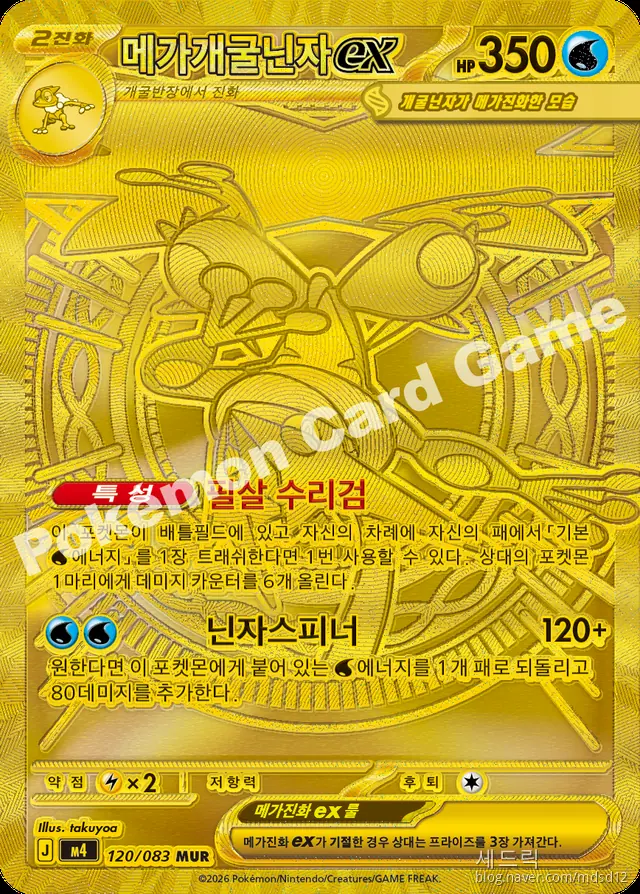 2진화
메가개굴닌자ex
HP 350
개굴반장에서 진화
개굴닌자가 메가진화한 모습
Pokémon Card Game
특성 필살 수리검
이 포켓몬이 배틀필드에 있고 자신의 차례에 자신의 패에서 「기본
에너지」를 1장 트래쉬한다면 1번 사용할 수 있다. 상대의 포켓몬
1마리에게 데미지 카운터를 6개 올린다.
닌자스피너 120+
원한다면 이 포켓몬에게 붙어 있는 에너지를 1개 패로 되돌리고
80데미지를 추가한다.
약점 ×2 저항력 후퇴
메가진화 ex 룰
메가진화 ex가 기절한 경우 상대는 프라이즈를 3장 가져간다.
Illus. takuyoa
J M4 120/083 MUR
©2026 Pokémon/Nintendo/Creatures/GAME FREAK.
세드릭
blog.naver.com/mdsd12